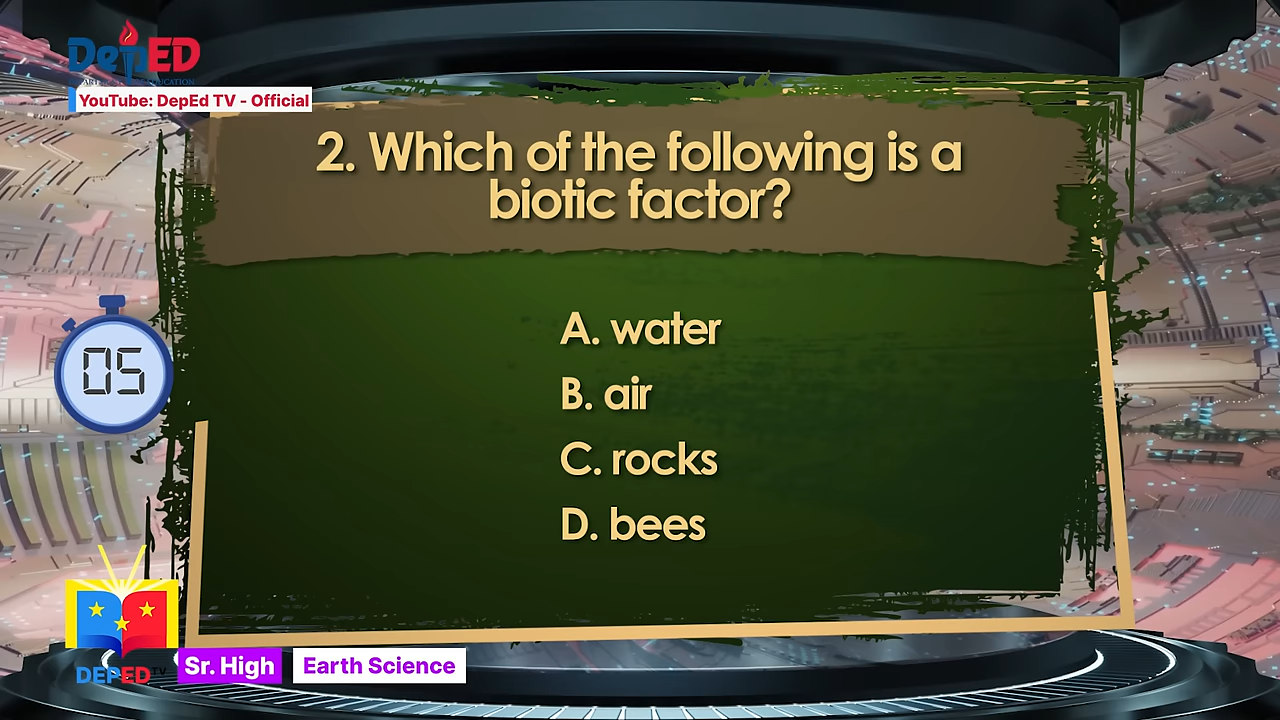 DepED
YouTube: DepEd TV - Official
2. Which of the following is a
biotic factor?
05
A. water
B. air
C. rocks
D. bees
DEPED TV
Sr. High
Earth Science